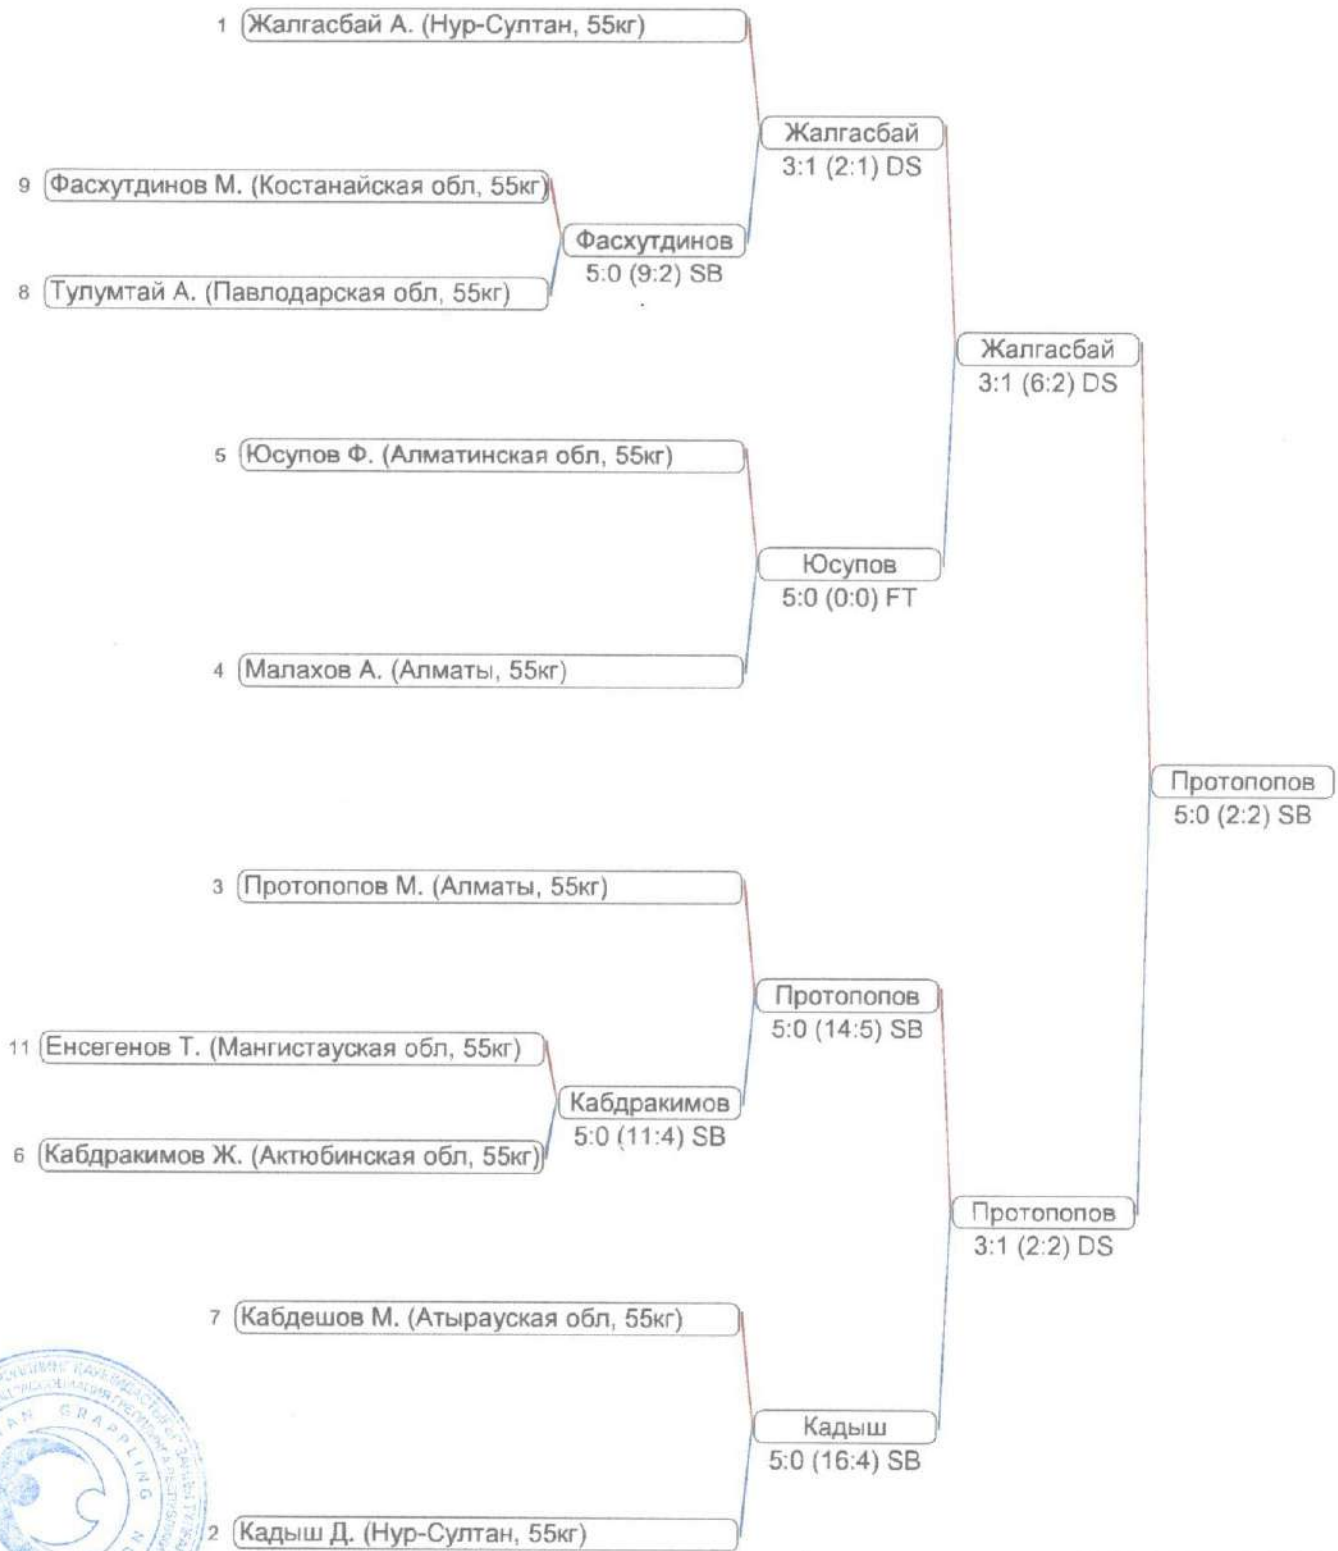 1 Жалгасбай А. (Нур-Султан, 55кг)
Жалгасбай
3:1 (2:1) DS
9 Фасхутдинов М. (Костанайская обл, 55кг)
Фасхутдинов
5:0 (9:2) SB
8 Тулумтай А. (Павлодарская обл, 55кг)
Жалгасбай
3:1 (6:2) DS
5 Юсупов Ф. (Алматинская обл, 55кг)
Юсупов
5:0 (0:0) FT
4 Малахов А. (Алматы, 55кг)
Протопопов
5:0 (2:2) SB
3 Протопопов М. (Алматы, 55кг)
Протопопов
5:0 (14:5) SB
11 Енсегенов Т. (Мангистауская обл, 55кг)
Кабдракимов
5:0 (11:4) SB
6 Кабдракимов Ж. (Актюбинская обл, 55кг)
Протопопов
3:1 (2:2) DS
7 Кабдешов М. (Атырауская обл, 55кг)
Кадыш
5:0 (16:4) SB
2 Кадыш Д. (Нур-Султан, 55кг)
GRAPPLING